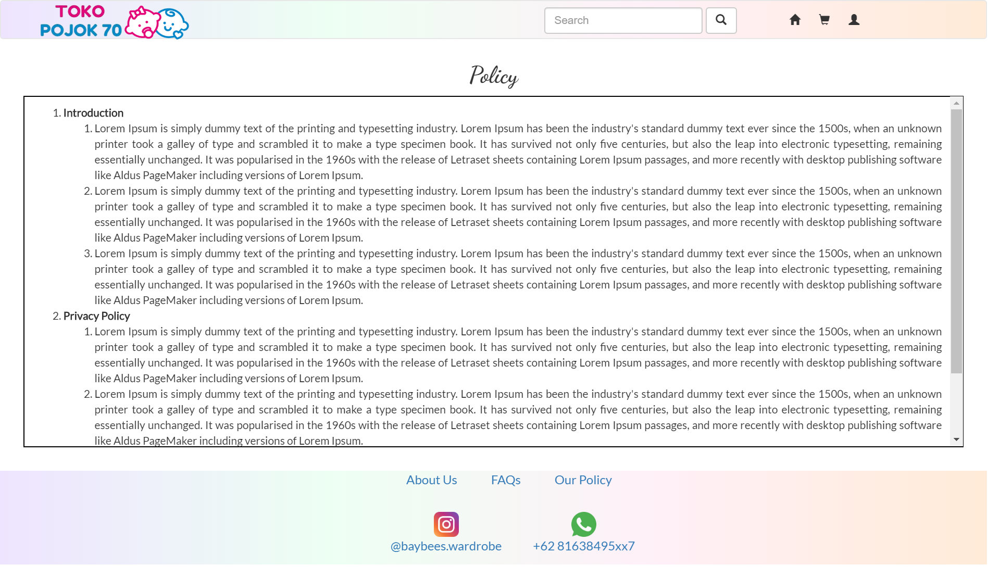 TOKO
POJOK 70
Search
Policy
1. Introduction
1. Lorem Ipsum is simply dummy text of the printing and typesetting industry. Lorem Ipsum has been the industry's standard dummy text ever since the 1500s, when an unknown
printer took a galley of type and scrambled it to make a type specimen book. It has survived not only five centuries, but also the leap into electronic typesetting, remaining
essentially unchanged. It was popularised in the 1960s with the release of Letraset sheets containing Lorem Ipsum passages, and more recently with desktop publishing software
like Aldus PageMaker including versions of Lorem Ipsum.
2. Lorem Ipsum is simply dummy text of the printing and typesetting industry. Lorem Ipsum has been the industry's standard dummy text ever since the 1500s, when an unknown
printer took a galley of type and scrambled it to make a type specimen book. It has survived not only five centuries, but also the leap into electronic typesetting, remaining
essentially unchanged. It was popularised in the 1960s with the release of Letraset sheets containing Lorem Ipsum passages, and more recently with desktop publishing software
like Aldus PageMaker including versions of Lorem Ipsum.
3. Lorem Ipsum is simply dummy text of the printing and typesetting industry. Lorem Ipsum has been the industry's standard dummy text ever since the 1500s, when an unknown
printer took a galley of type and scrambled it to make a type specimen book. It has survived not only five centuries, but also the leap into electronic typesetting, remaining
essentially unchanged. It was popularised in the 1960s with the release of Letraset sheets containing Lorem Ipsum passages, and more recently with desktop publishing software
like Aldus PageMaker including versions of Lorem Ipsum.
2. Privacy Policy
1. Lorem Ipsum is simply dummy text of the printing and typesetting industry. Lorem Ipsum has been the industry's standard dummy text ever since the 1500s, when an unknown
printer took a galley of type and scrambled it to make a type specimen book. It has survived not only five centuries, but also the leap into electronic typesetting, remaining
essentially unchanged. It was popularised in the 1960s with the release of Letraset sheets containing Lorem Ipsum passages, and more recently with desktop publishing software
like Aldus PageMaker including versions of Lorem Ipsum.
2. Lorem Ipsum is simply dummy text of the printing and typesetting industry. Lorem Ipsum has been the industry's standard dummy text ever since the 1500s, when an unknown
printer took a galley of type and scrambled it to make a type specimen book. It has survived not only five centuries, but also the leap into electronic typesetting, remaining
essentially unchanged. It was popularised in the 1960s with the release of Letraset sheets containing Lorem Ipsum passages, and more recently with desktop publishing software
like Aldus PageMaker including versions of Lorem Ipsum.
About Us FAQs Our Policy
@baybees.wardrobe +62 81638495xx7